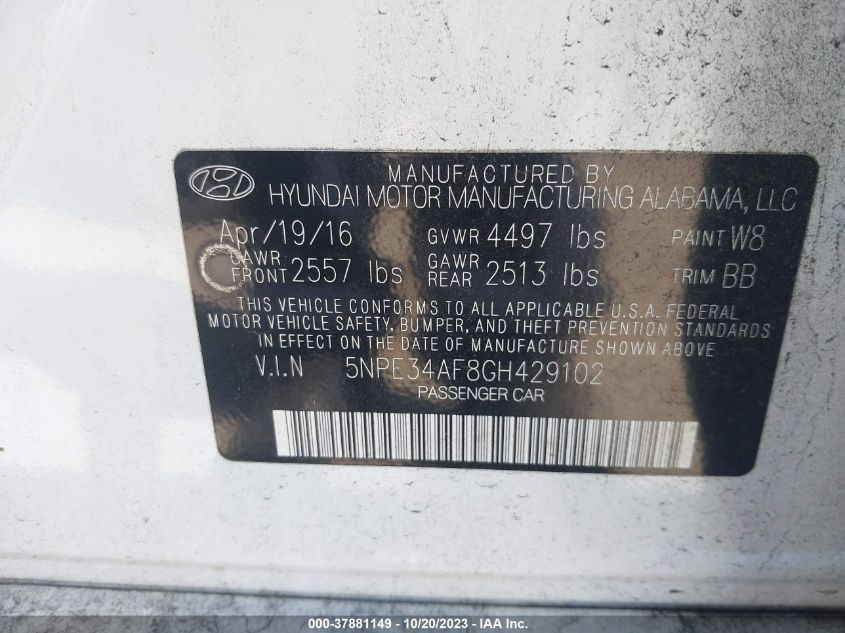 MANUFACTURED BY
HYUNDAI MOTOR MANUFACTURING ALABAMA, LLC
Apr/19/16 GVWR 4497 lbs PAINT W8
GAWR FRONT 2557 lbs GAWR REAR 2513 lbs TRIM BB
THIS VEHICLE CONFORMS TO ALL APPLICABLE U.S.A. FEDERAL
MOTOR VEHICLE SAFETY, BUMPER, AND THEFT PREVENTION STANDARDS
IN EFFECT ON THE DATE OF MANUFACTURE SHOWN ABOVE.
V.I.N 5NPE34AF8GH429102
PASSENGER CAR
000-37881149 - 10/20/2023 - IAAI.COM